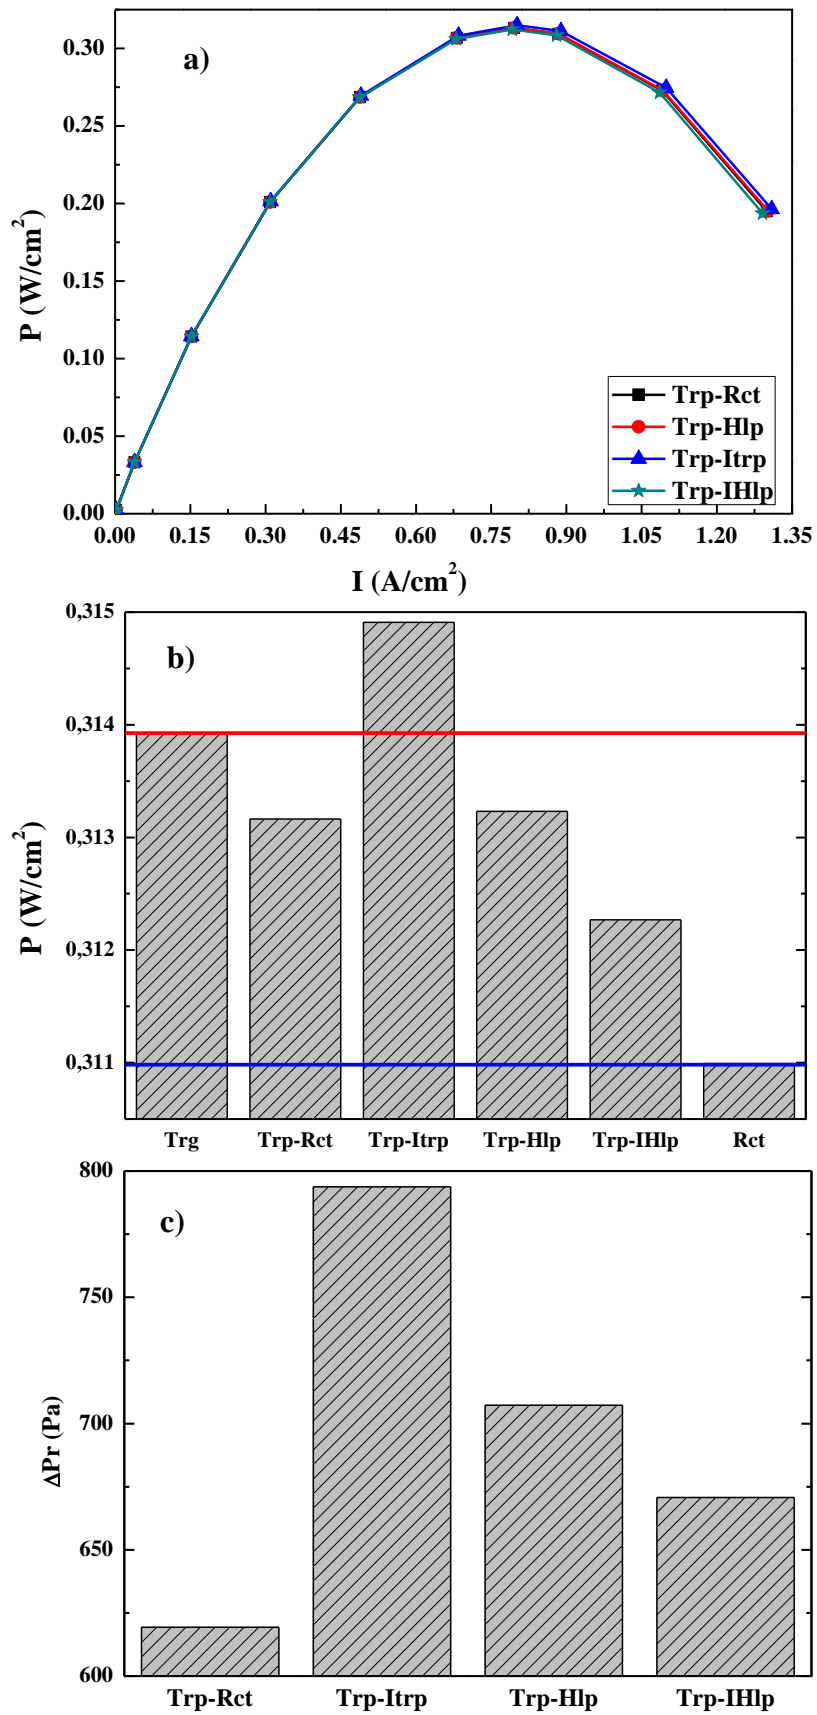 a)
0.30
0.25
0.20
0.15
0.10
0.05
0.00
P (W/cm²)
Trp-Rct
Trp-Hlp
Trp-Itrp
Trp-IHlp
0.00 0.15 0.30 0.45 0.60 0.75 0.90 1.05 1.20 1.35
I (A/cm²)
b)
0,315
0,314
0,313
0,312
0,311
P (W/cm²)
Trg Trp-Rct Trp-Itrp Trp-Hlp Trp-IHlp Rct
c)
800
750
700
650
600
ΔPr (Pa)
Trp-Rct Trp-Itrp Trp-Hlp Trp-IHlp